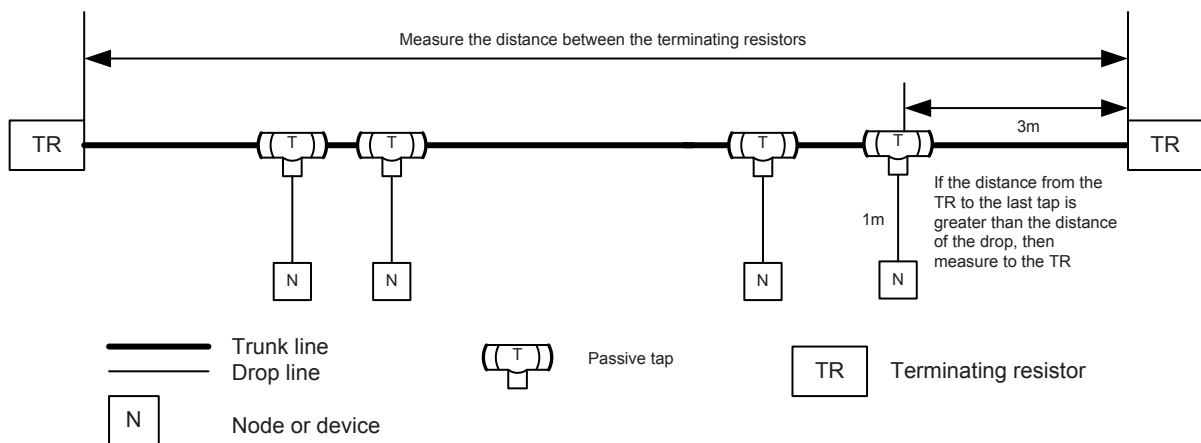 Measure the distance between the terminating resistors
3m
TR
T
T
T
T
TR
If the distance from the
TR to the last tap is
greater than the distance
of the drop, then
measure to the TR
1m
N
N
N
N
Trunk line
Drop line
T
Passive tap
TR
Terminating resistor
N
Node or device